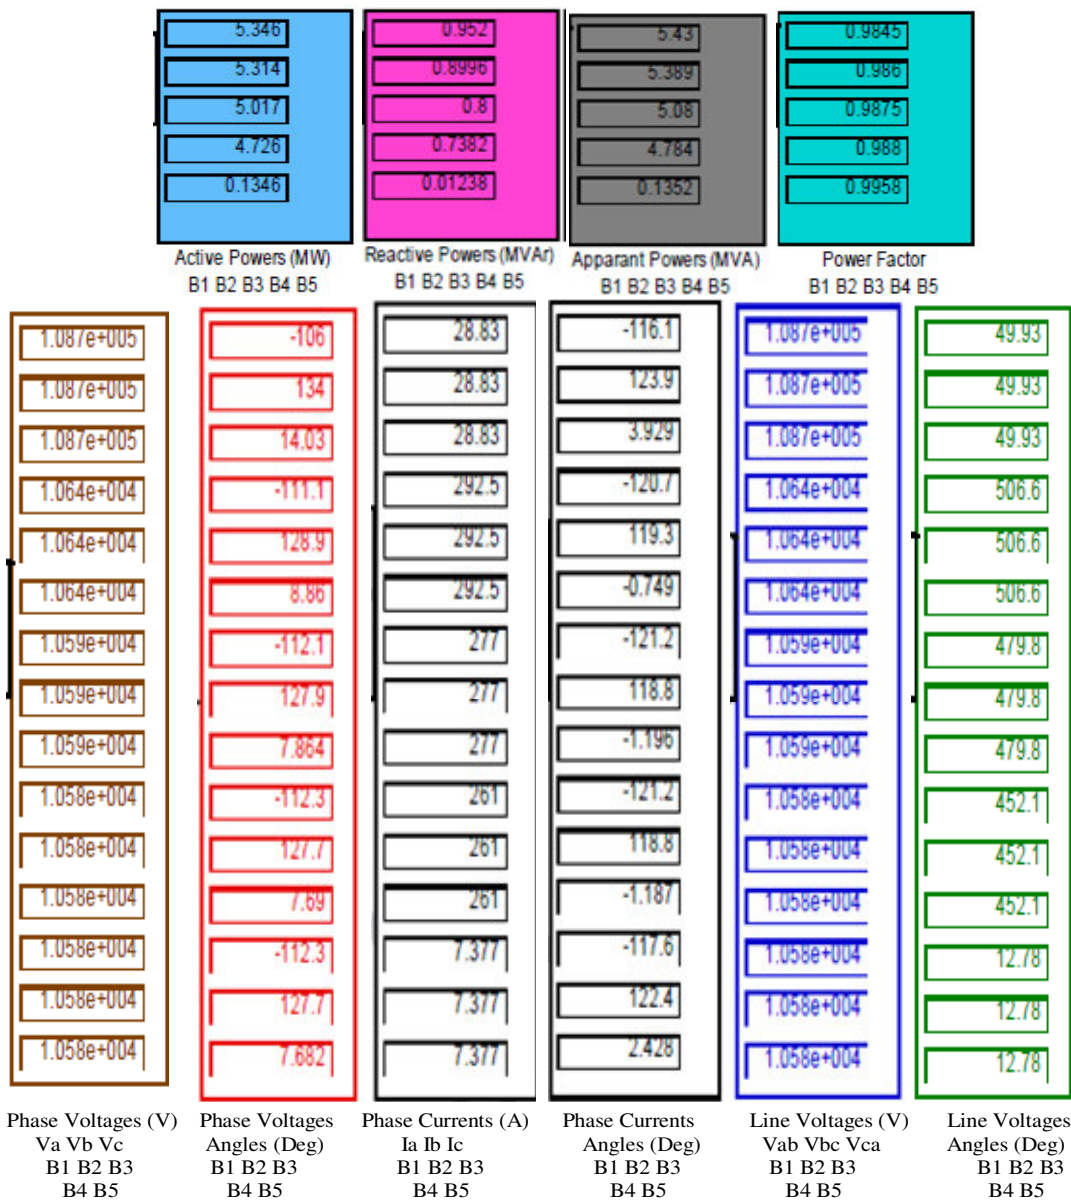 5.346 0.952 5.43 0.9845
5.314 0.8996 5.389 0.986
5.017 0.8 5.08 0.9875
4.726 0.7382 4.784 0.988
0.1346 0.01238 0.1352 0.9958
Active Powers (MW) Reactive Powers (MVAr) Apparant Powers (MVA) Power Factor
B1 B2 B3 B4 B5 B1 B2 B3 B4 B5 B1 B2 B3 B4 B5 B1 B2 B3 B4 B5
1.087e+005 -106 28.83 -116.1 1.087e+005 49.93
1.087e+005 134 28.83 123.9 1.087e+005 49.93
1.087e+005 14.03 28.83 3.929 1.087e+005 49.93
1.064e+004 -111.1 292.5 -120.7 1.064e+004 506.6
1.064e+004 128.9 292.5 119.3 1.064e+004 506.6
1.064e+004 8.86 292.5 -0.749 1.064e+004 506.6
1.059e+004 -112.1 277 -121.2 1.059e+004 479.8
1.059e+004 127.9 277 118.8 1.059e+004 479.8
1.059e+004 7.864 277 -1.196 1.059e+004 479.8
1.058e+004 -112.3 261 -121.2 1.058e+004 452.1
1.058e+004 127.7 261 118.8 1.058e+004 452.1
1.058e+004 7.69 261 -1.187 1.058e+004 452.1
1.058e+004 -112.3 7.377 -117.6 1.058e+004 12.78
1.058e+004 127.7 7.377 122.4 1.058e+004 12.78
1.058e+004 7.682 7.377 2.428 1.058e+004 12.78
Phase Voltages (V) Phase Voltages Phase Currents (A) Phase Currents Line Voltages (V) Line Voltages
Va Vb Vc Angles (Deg) Ia Ib Ic Angles (Deg) Vab Vbc Vca Angles (Deg)
B1 B2 B3 B1 B2 B3 B1 B2 B3 B1 B2 B3 B1 B2 B3 B1 B2 B3
B4 B5 B4 B5 B4 B5 B4 B5 B4 B5 B4 B5